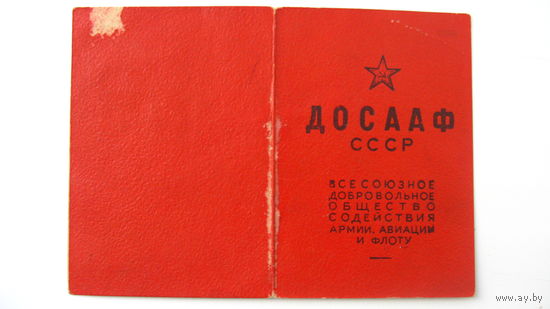 ДОСААФ
СССР
ВСЕСОЮЗНОЕ
ДОБРОВОЛЬНОЕ
ОБЩЕСТВО
СОДЕЙСТВИЯ
АРМИИ, АВИАЦИИ
И ФЛОТУ
www.ay.by